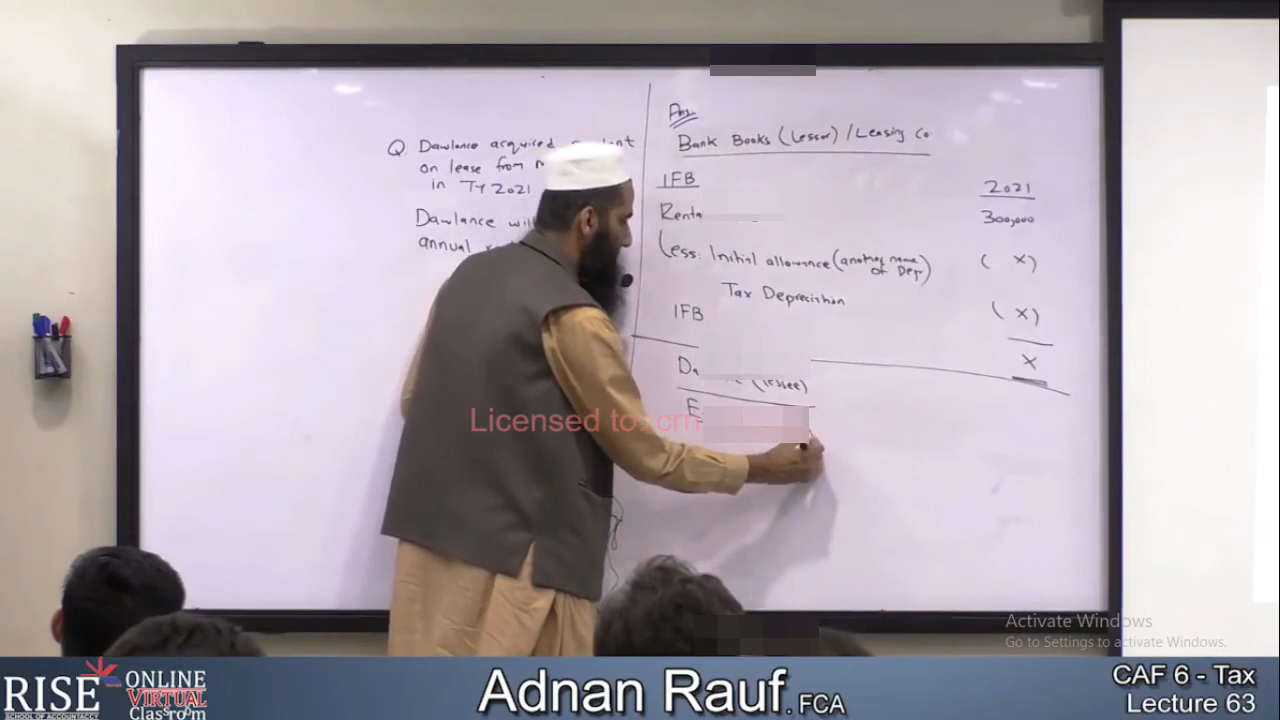 Q. Dawlance acquired
on lease from
in TY 2021
Dawlance will
annual
Ans.
Bank Books (Lessor) / Leasing Co
IFB
2021
300,000
Less: Initial allowance (another name of Dep)
( X )
Tax Depreciation
IFB
( X )
X
(lessee)
Licensed to: crn
Activate Windows
Go to Settings to activate Windows.
RISE
SCHOOL OF ACCOUNTANCY
ONLINE
VIRTUAL
Classroom
Adnan Rauf. FCA
CAF 6 - Tax
Lecture 63